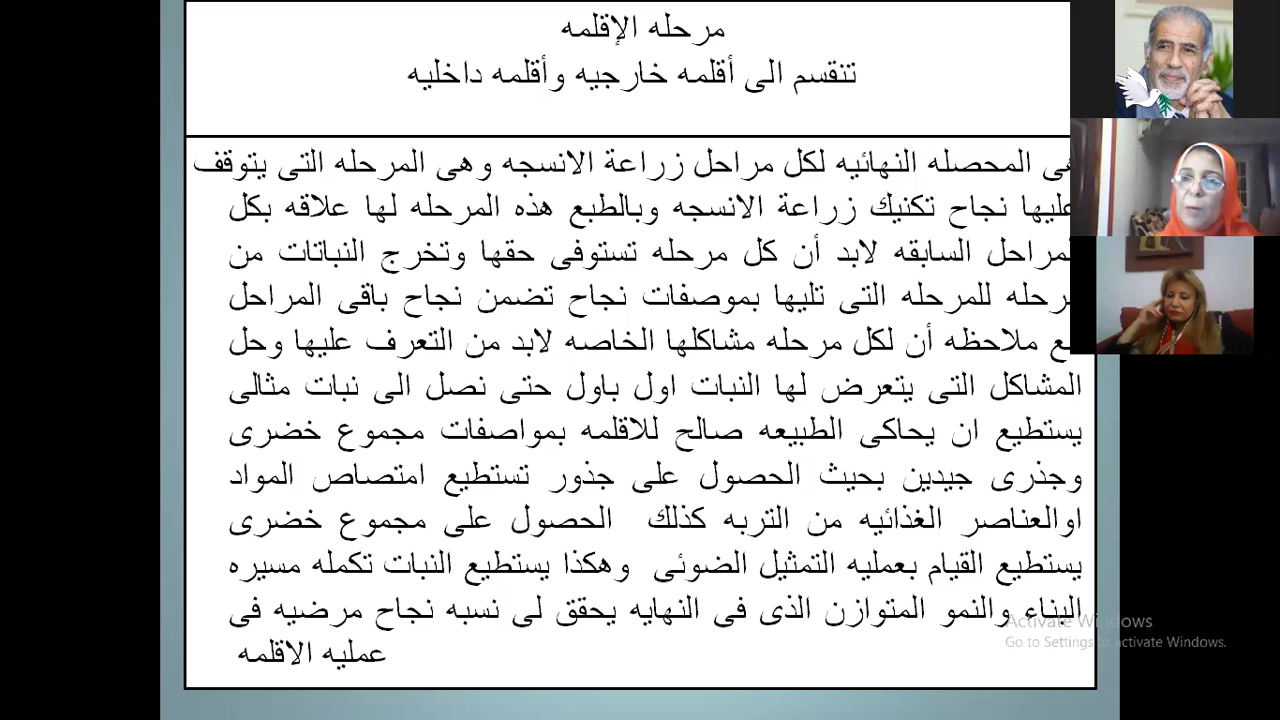 مرحله الإقلمه
تنقسم الى أقلمه خارجيه وأقلمه داخليه
هى المحصله النهائيه لكل مراحل زراعة الانسجه وهى المرحله التى يتوقف
عليها نجاح تكنيك زراعة الانسجه وبالطبع هذه المرحله لها علاقه بكل
المراحل السابقه لابد أن كل مرحله تستوفى حقها وتخرج النباتات من
مرحله للمرحله التى تليها بموصفات نجاح تضمن نجاح باقى المراحل
مع ملاحظه أن لكل مرحله مشاكلها الخاصه لابد من التعرف عليها وحل
المشاكل التى يتعرض لها النبات اول باول حتى نصل الى نبات مثالى
يستطيع ان يحاكى الطبيعه صالح للاقلمه بمواصفات مجموع خضرى
وجذرى جيدين بحيث الحصول على جذور تستطيع امتصاص المواد
اوالعناصر الغذائيه من التربه كذلك الحصول على مجموع خضرى
يستطيع القيام بعمليه التمثيل الضوئى وهكذا يستطيع النبات تكمله مسيره
البناء والنمو المتوازن الذى فى النهايه يحقق لى نسبه نجاح مرضيه فى
عمليه الاقلمه
Activate Windows
Go to Settings to activate Windows.